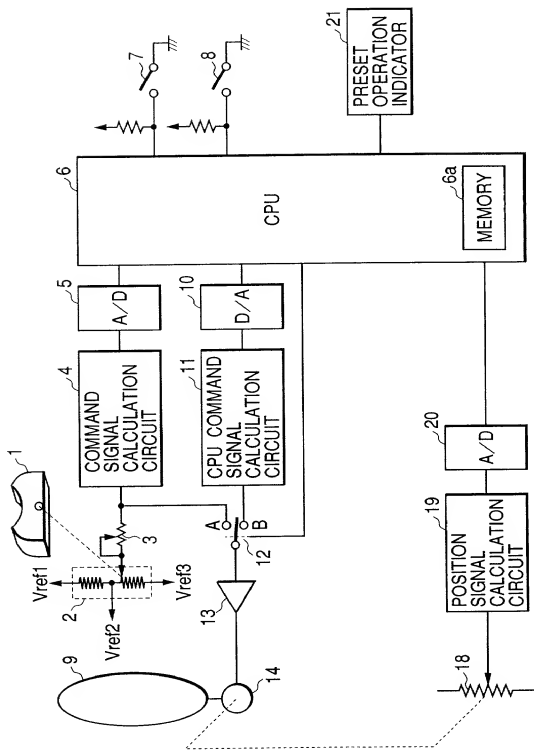 1
Vref1
2
Vref2
Vref3
3
4
COMMAND
SIGNAL
CALCULATION
CIRCUIT
5
A/D
6
CPU
7
8
9
14
13
12
A
B
11
CPU COMMAND
SIGNAL
CALCULATION
CIRCUIT
10
D/A
6a
MEMORY
21
PRESET
OPERATION
INDICATOR
18
19
POSITION
SIGNAL
CALCULATION
CIRCUIT
20
A/D